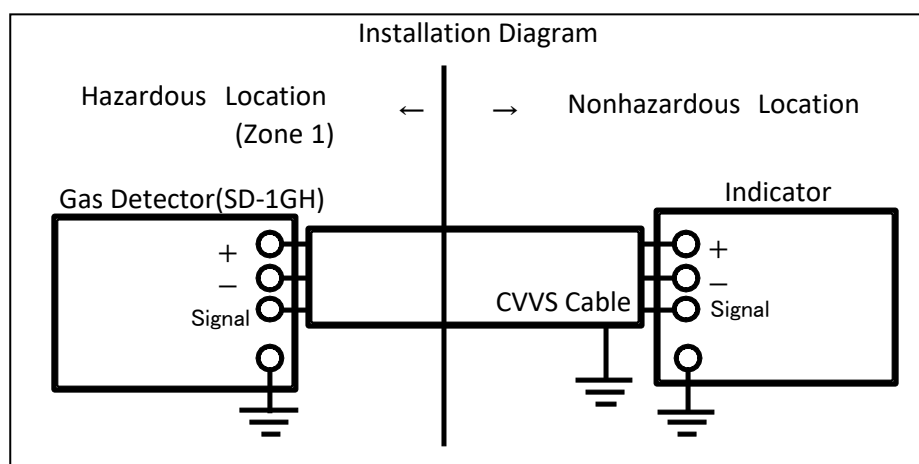 Installation Diagram
Hazardous Location
(Zone 1)
← →
Nonhazardous Location
Gas Detector(SD-1GH)
Indicator
+
−
Signal
CVVS Cable
+
−
Signal